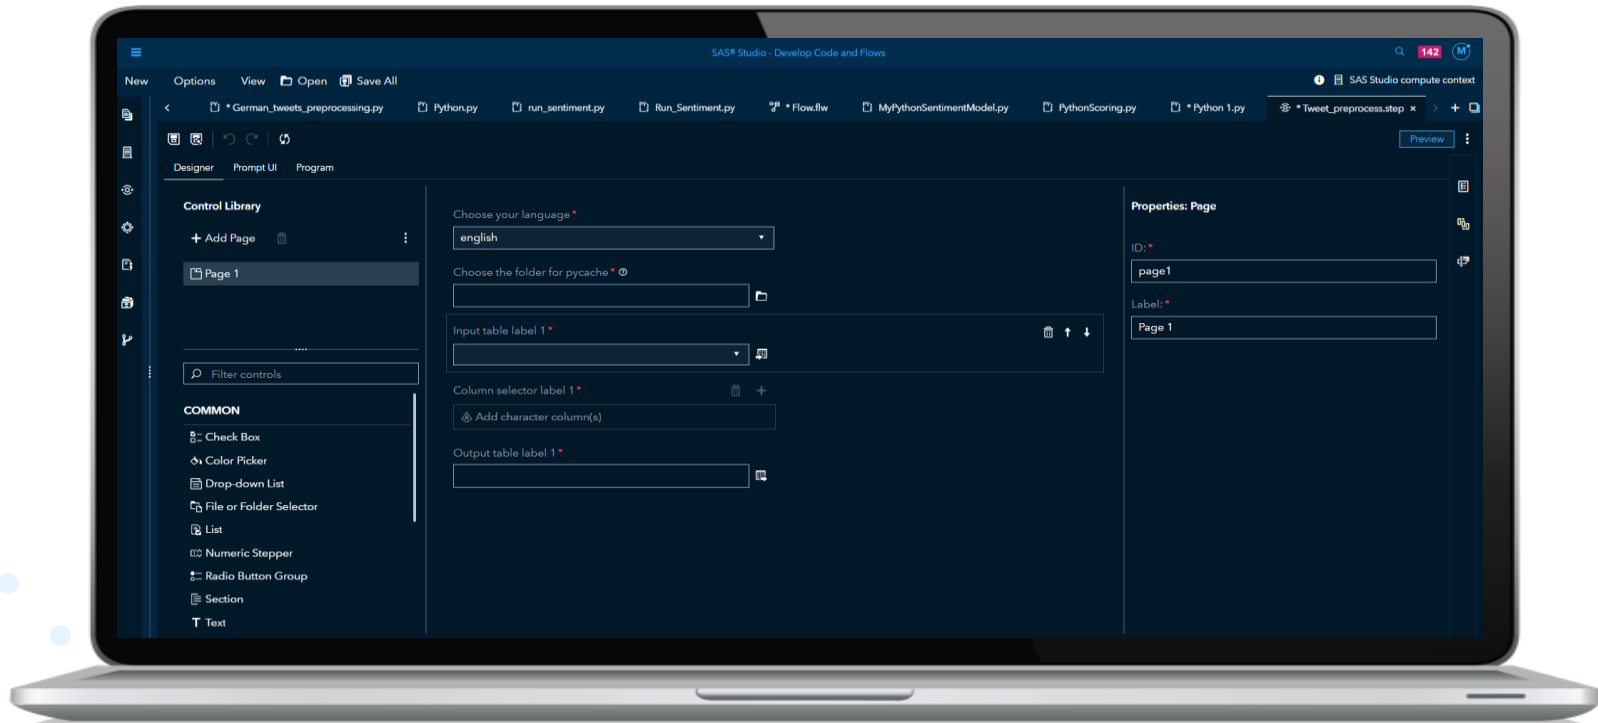 SAS® Studio - Develop Code and Flows
142
M
New Options View Open Save All
SAS Studio compute context
* German_tweets_preprocessing.py Python.py run_sentiment.py Run_Sentiment.py * Flow.flw MyPythonSentimentModel.py PythonScoring.py * Python 1.py * Tweet_preprocess.step ×
Preview
Designer Prompt UI Program
Control Library
+ Add Page
Page 1
Filter controls
COMMON
Check Box
Color Picker
Drop-down List
File or Folder Selector
List
Numeric Stepper
Radio Button Group
Section
Text
Choose your language *
english
Choose the folder for pycache *
Input table label 1 *
Column selector label 1 *
Add character column(s)
Output table label 1 *
Properties: Page
ID: *
page1
Label: *
Page 1